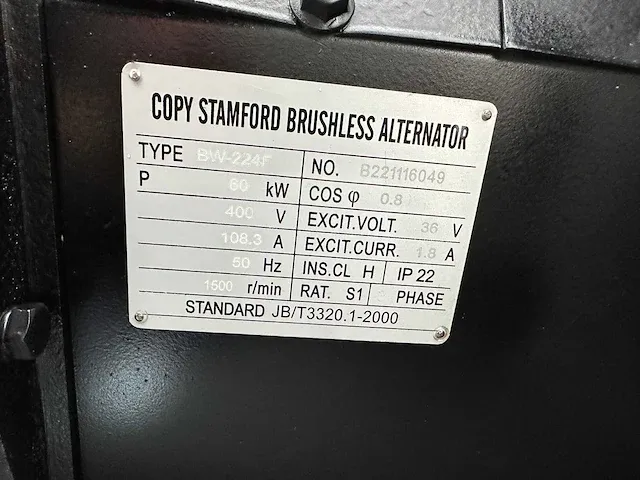 COPY STAMFORD BRUSHLESS ALTERNATOR
TYPE BW-224F NO. B221116049
P 60 kW COS φ 0.8
400 V EXCIT.VOLT. 36 V
108.3 A EXCIT.CURR. 1.8 A
50 Hz INS.CL H IP 22
1500 r/min RAT. S1 PHASE
STANDARD JB/T3320.1-2000